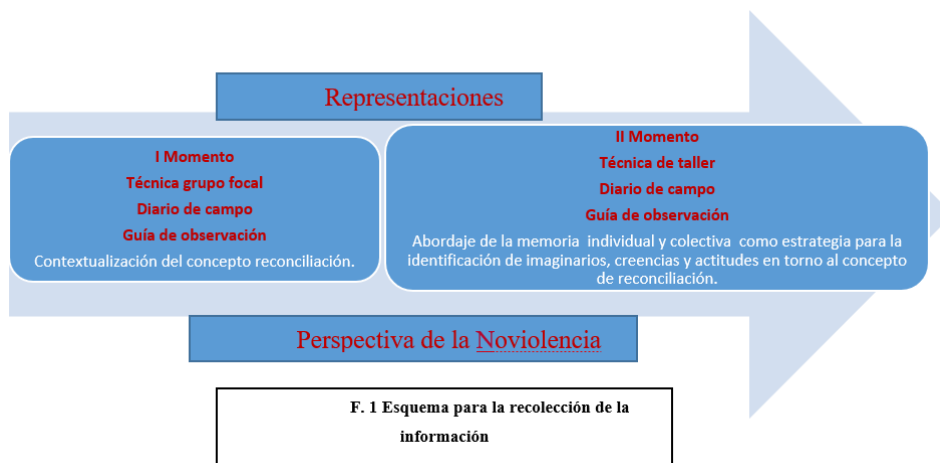 Representaciones
I Momento
Técnica grupo focal
Diario de campo
Guía de observación
Contextualización del concepto reconciliación.
II Momento
Técnica de taller
Diario de campo
Guía de observación
Abordaje de la memoria individual y colectiva como estrategia para la
identificación de imaginarios, creencias y actitudes en torno al concepto
de reconciliación.
Perspectiva de la Noviolencia
F. 1 Esquema para la recolección de la
información